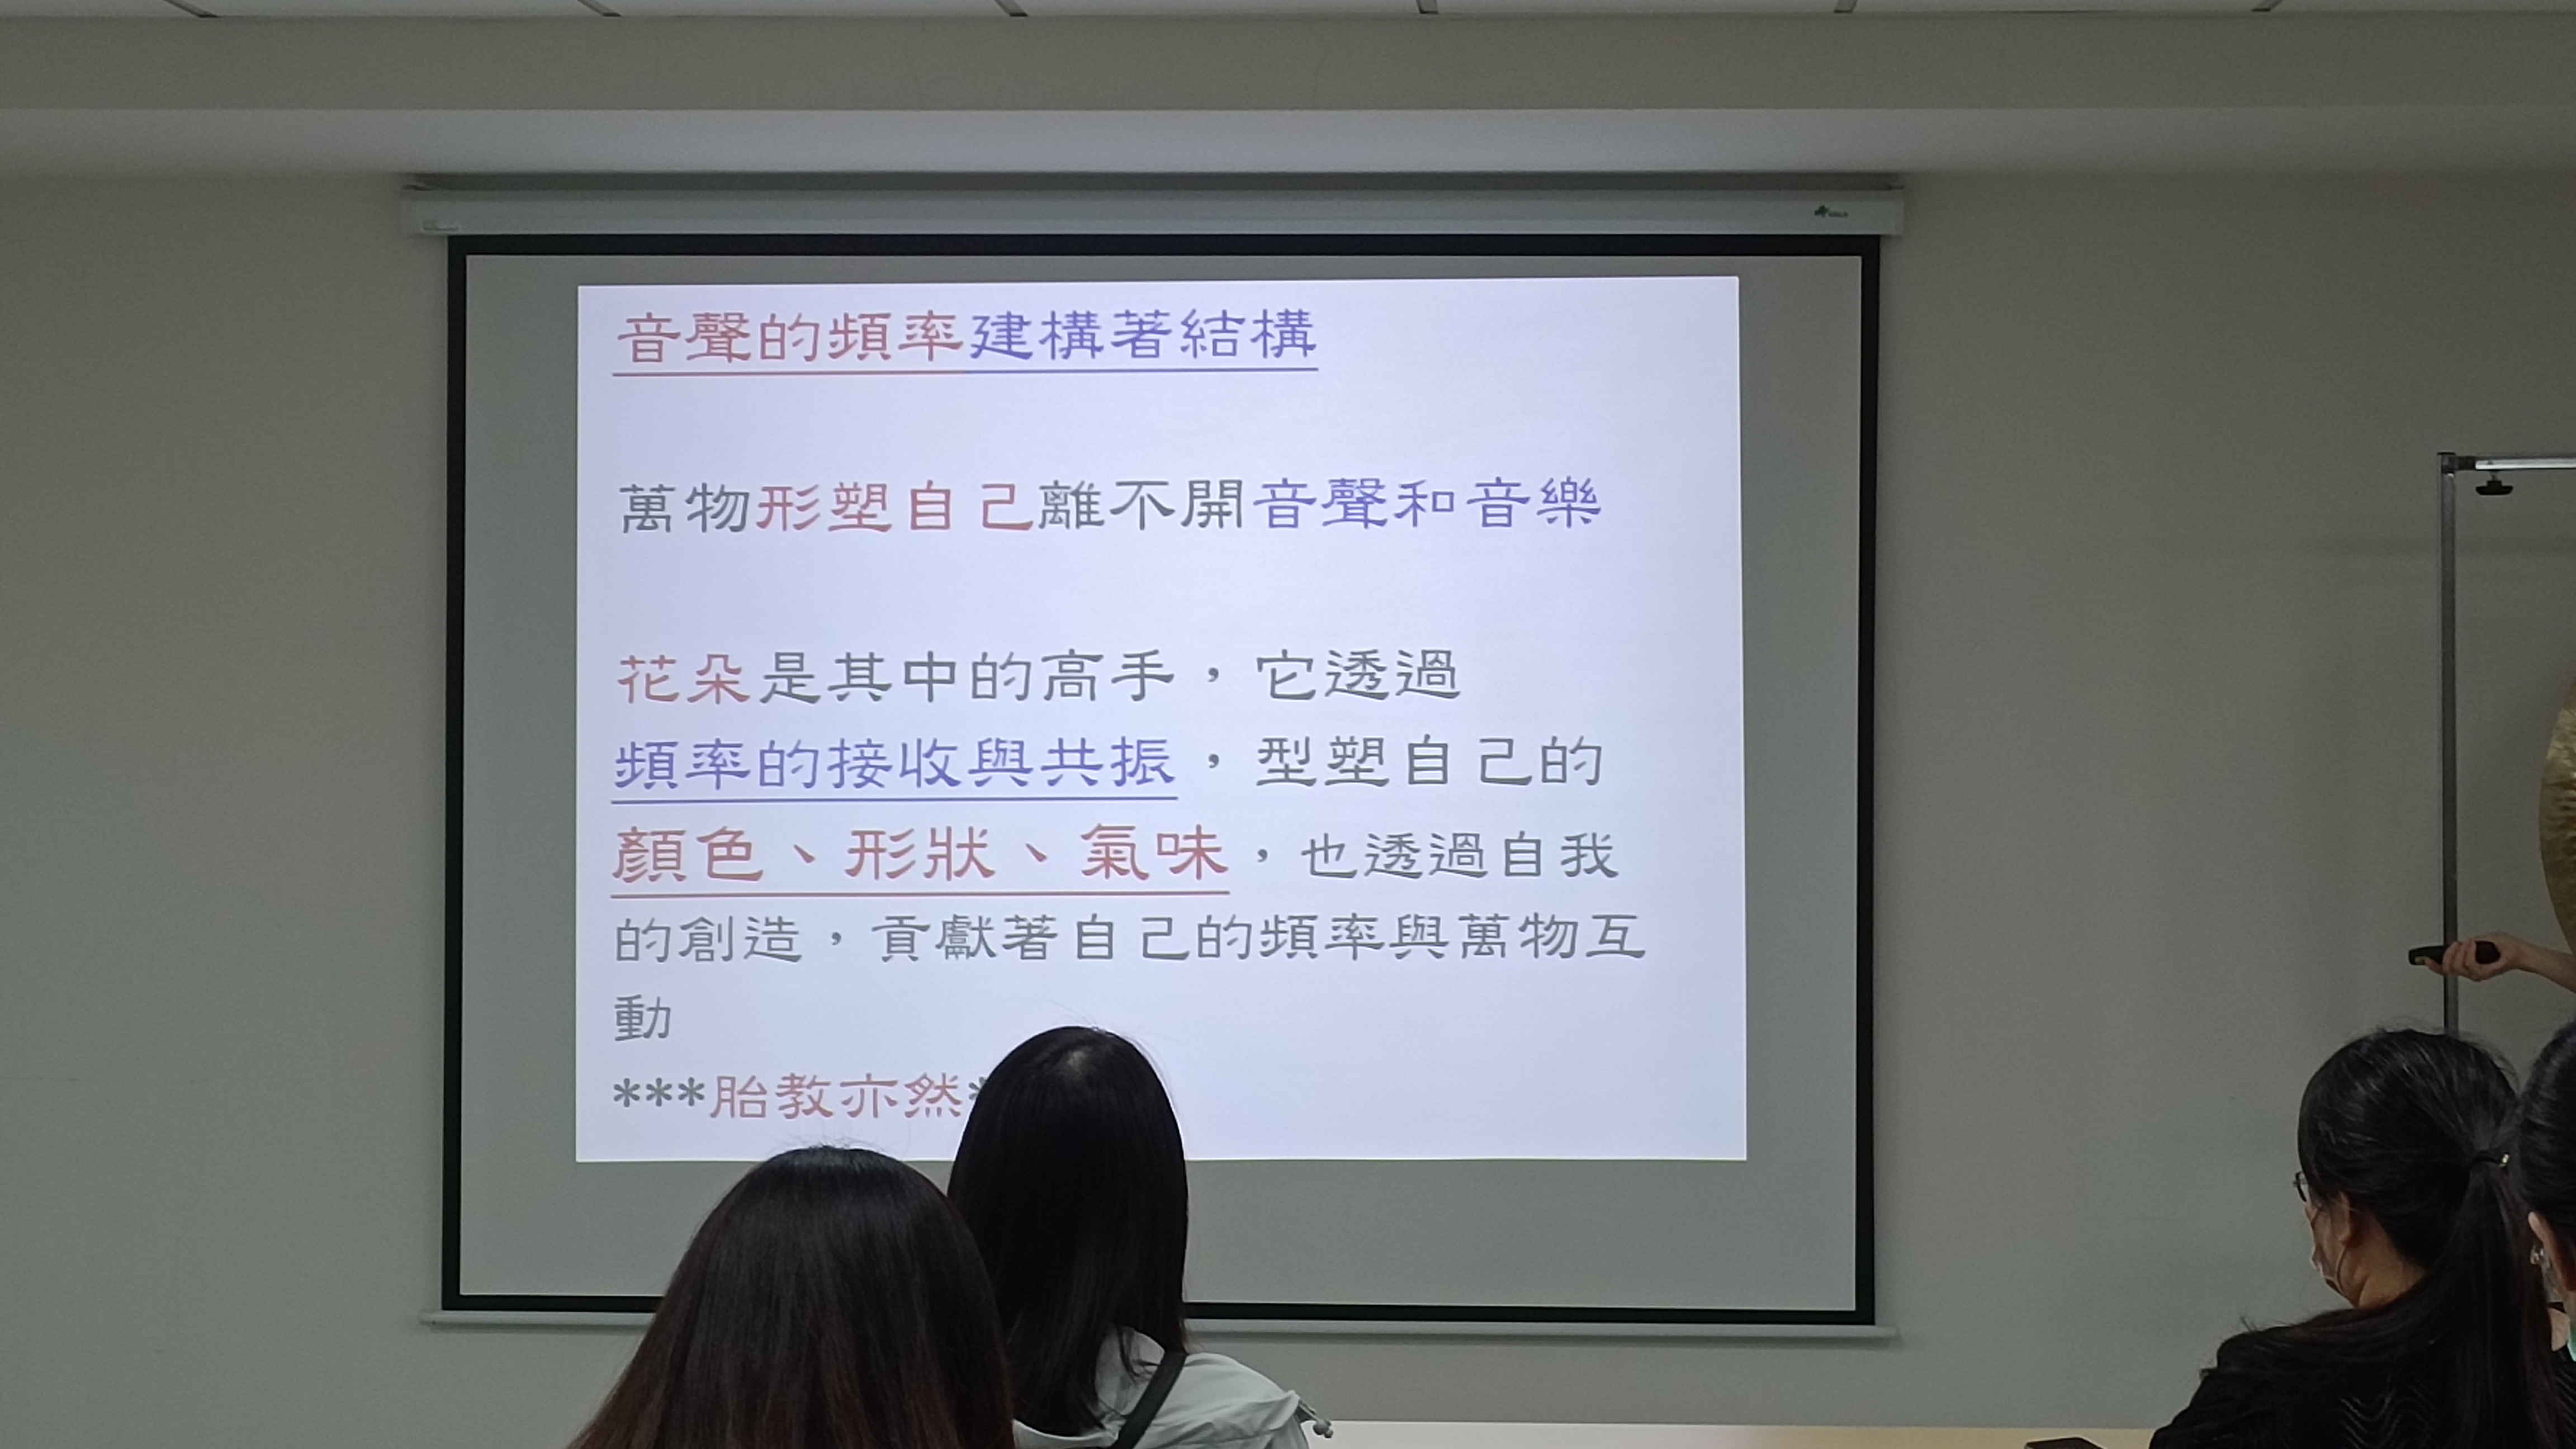 音聲的頻率建構著結構
萬物形塑自己離不開音聲和音樂
花朵是其中的高手，它透過
頻率的接收與共振，型塑自己的
顏色、形狀、氣味，也透過自我
的創造，貢獻著自己的頻率與萬物互
動
***胎教亦然*